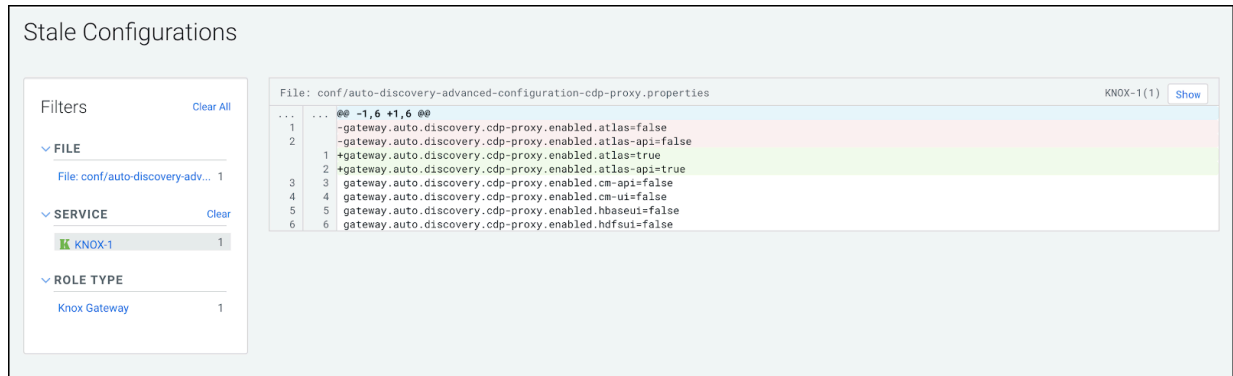 Stale Configurations
Filters
Clear All
FILE
File: conf/auto-discovery-adv... 1
SERVICE
Clear
KNOX-1 1
ROLE TYPE
Knox Gateway 1
File: conf/auto-discovery-advanced-configuration-cdp-proxy.properties KNOX-1(1) Show
... ... @@ -1,6 +1,6 @@
1 -gateway.auto.discovery.cdp-proxy.enabled.atlas=false
2 -gateway.auto.discovery.cdp-proxy.enabled.atlas-api=false
1 +gateway.auto.discovery.cdp-proxy.enabled.atlas=true
2 +gateway.auto.discovery.cdp-proxy.enabled.atlas-api=true
3 3 gateway.auto.discovery.cdp-proxy.enabled.cm-api=false
4 4 gateway.auto.discovery.cdp-proxy.enabled.cm-ui=false
5 5 gateway.auto.discovery.cdp-proxy.enabled.hbaseui=false
6 6 gateway.auto.discovery.cdp-proxy.enabled.hdfsui=false